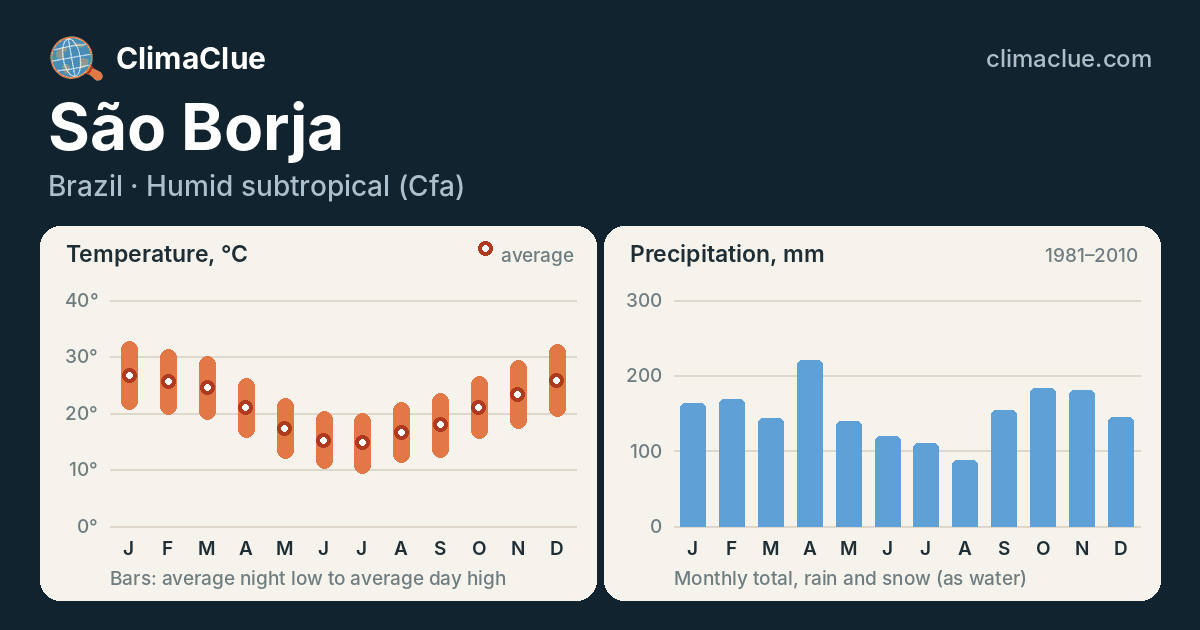 ClimaClue
climaclue.com
São Borja
Brazil · Humid subtropical (Cfa)
Temperature, °C
average
40°
30°
20°
10°
0°
J F M A M J J A S O N D
Bars: average night low to average day high
Precipitation, mm
1981–2010
300
200
100
0
J F M A M J J A S O N D
Monthly total, rain and snow (as water)